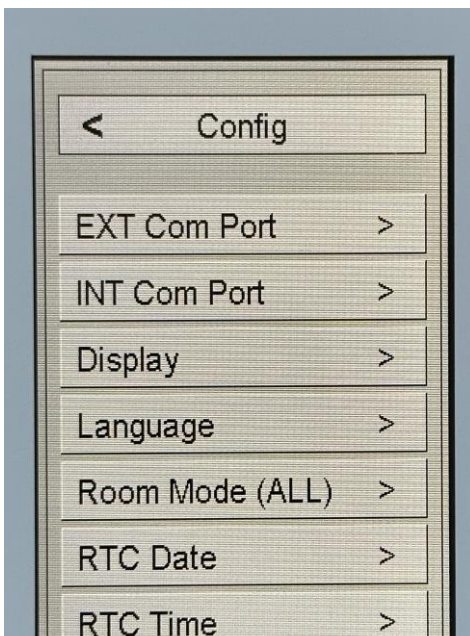 < Config
EXT Com Port >
INT Com Port >
Display >
Language >
Room Mode (ALL) >
RTC Date >
RTC Time >